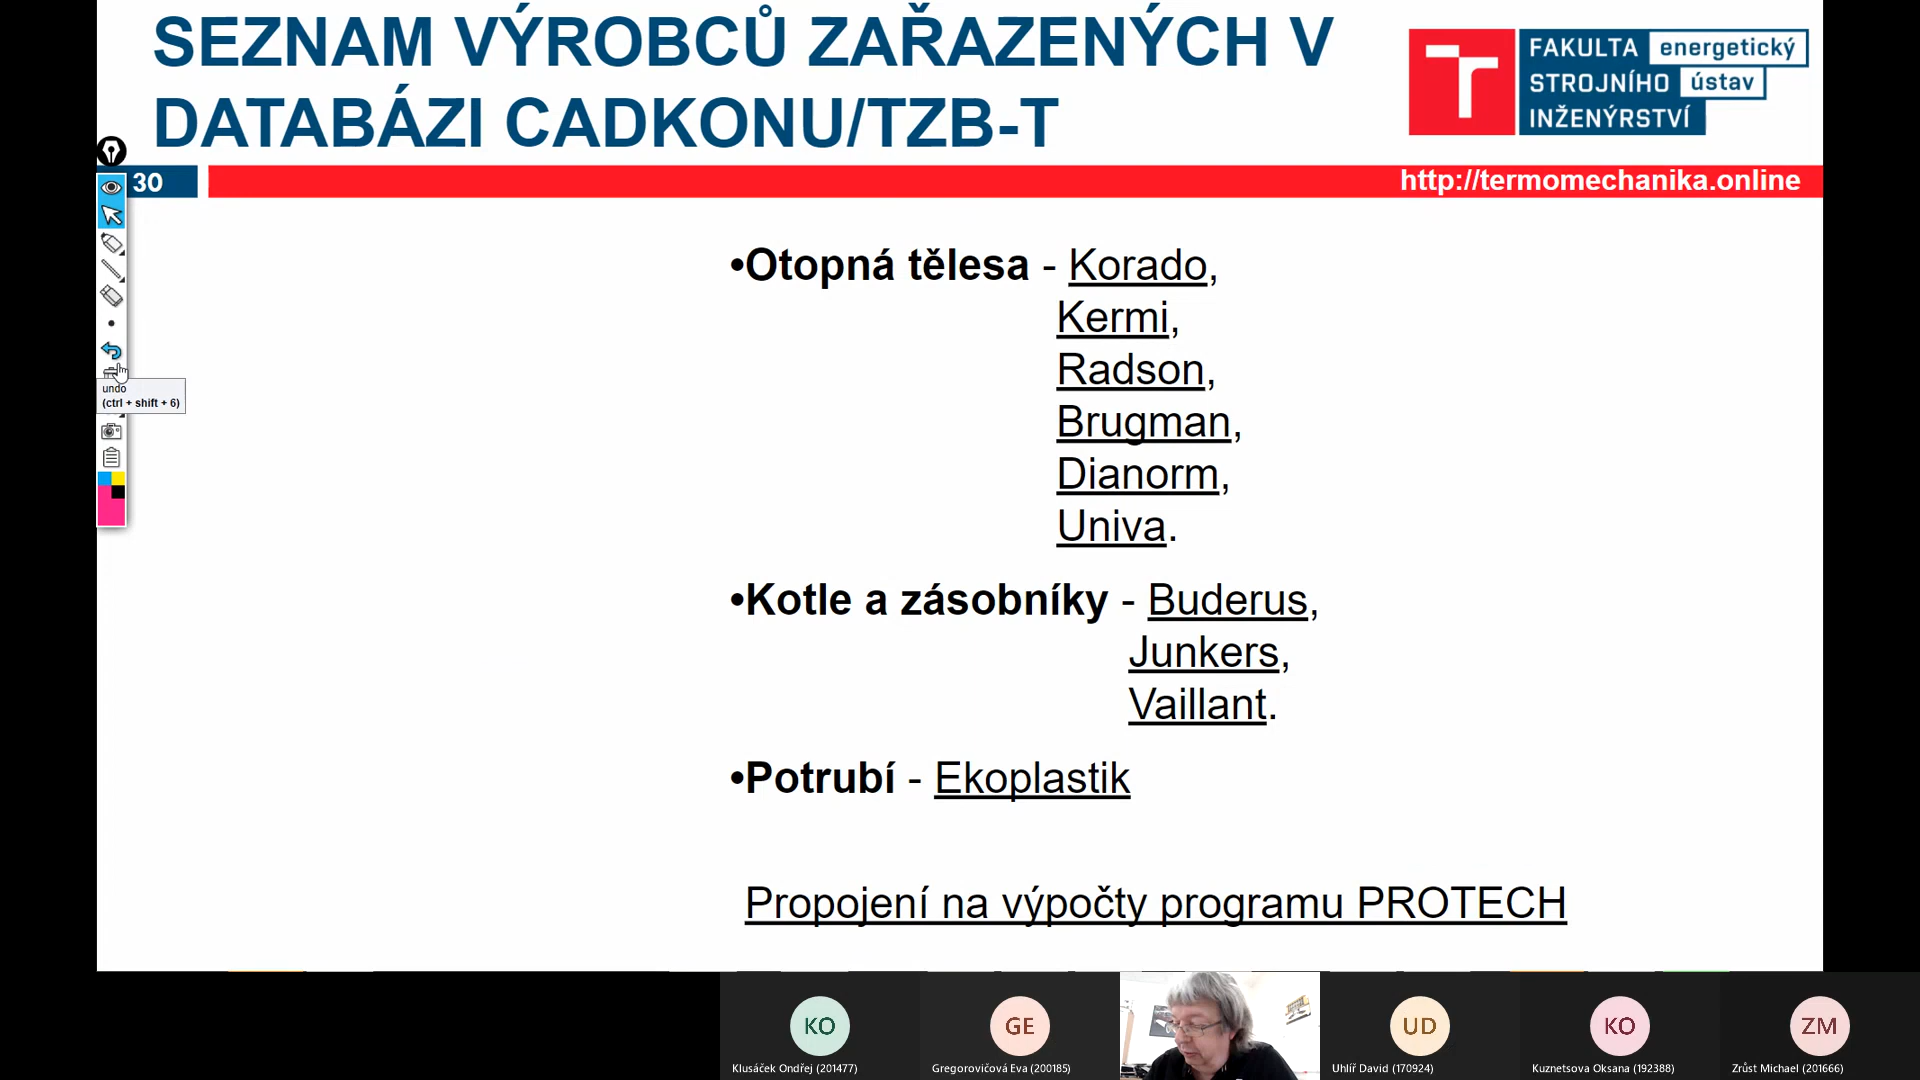 SEZNAM VÝROBCŮ ZAŘAZENÝCH V
DATABÁZI CADKONU/TZB-T
FAKULTA energetický
STROJNÍHO ústav
INŽENÝRSTVÍ
30
http://termomechanika.online
•Otopná tělesa - Korado,
Kermi,
Radson,
Brugman,
Dianorm,
Univa.
undo
(ctrl + shift + 6)
•Kotle a zásobníky - Buderus,
Junkers,
Vaillant.
•Potrubí - Ekoplastik
Propojení na výpočty programu PROTECH
KO
GE
UD
KO
ZM
Klusáček Ondřej (201477)
Gregorovičová Eva (200185)
Uhlíř David (170924)
Kuznetsova Oksana (192388)
Zrůst Michael (201666)